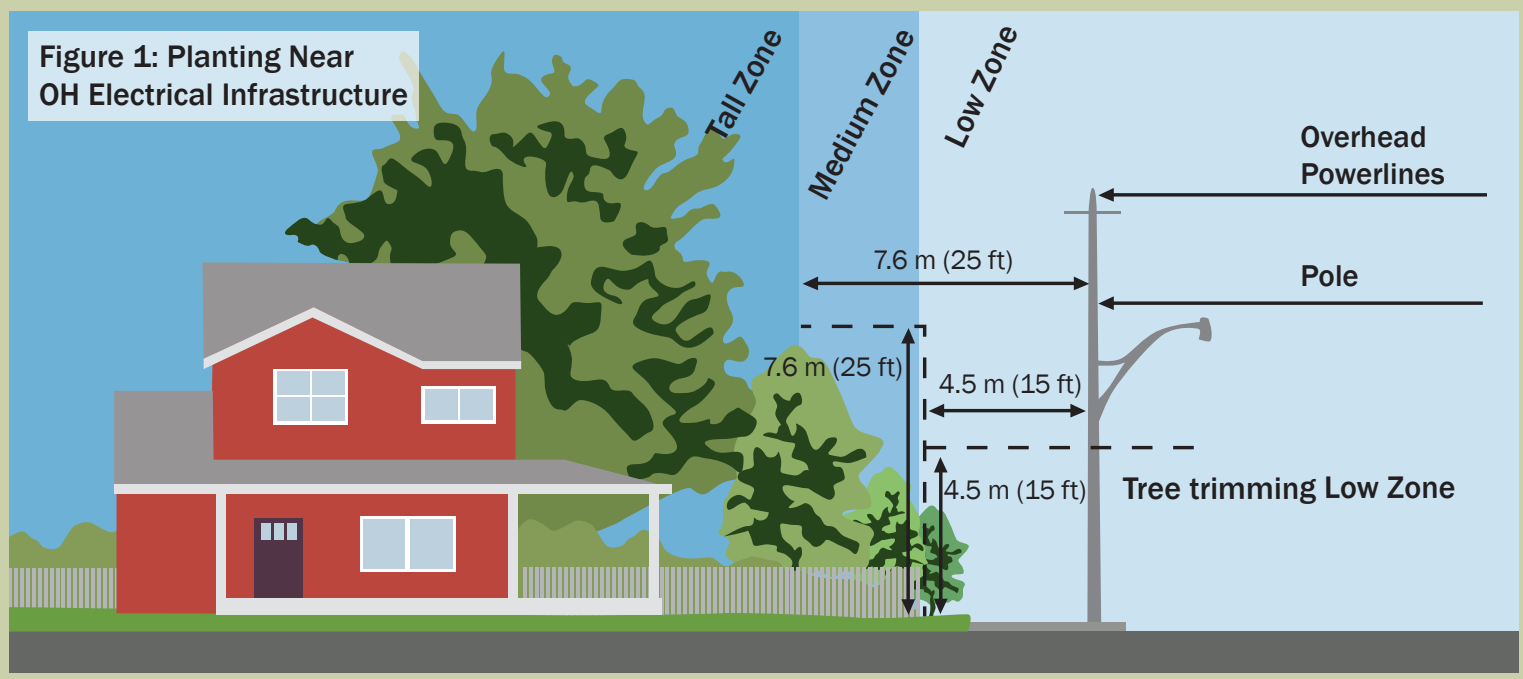 Figure 1: Planting Near
OH Electrical Infrastructure
Tall Zone
Medium Zone
Low Zone
Overhead
Powerlines
7.6 m (25 ft)
Pole
7.6 m (25 ft)
4.5 m (15 ft)
4.5 m (15 ft)
Tree trimming Low Zone